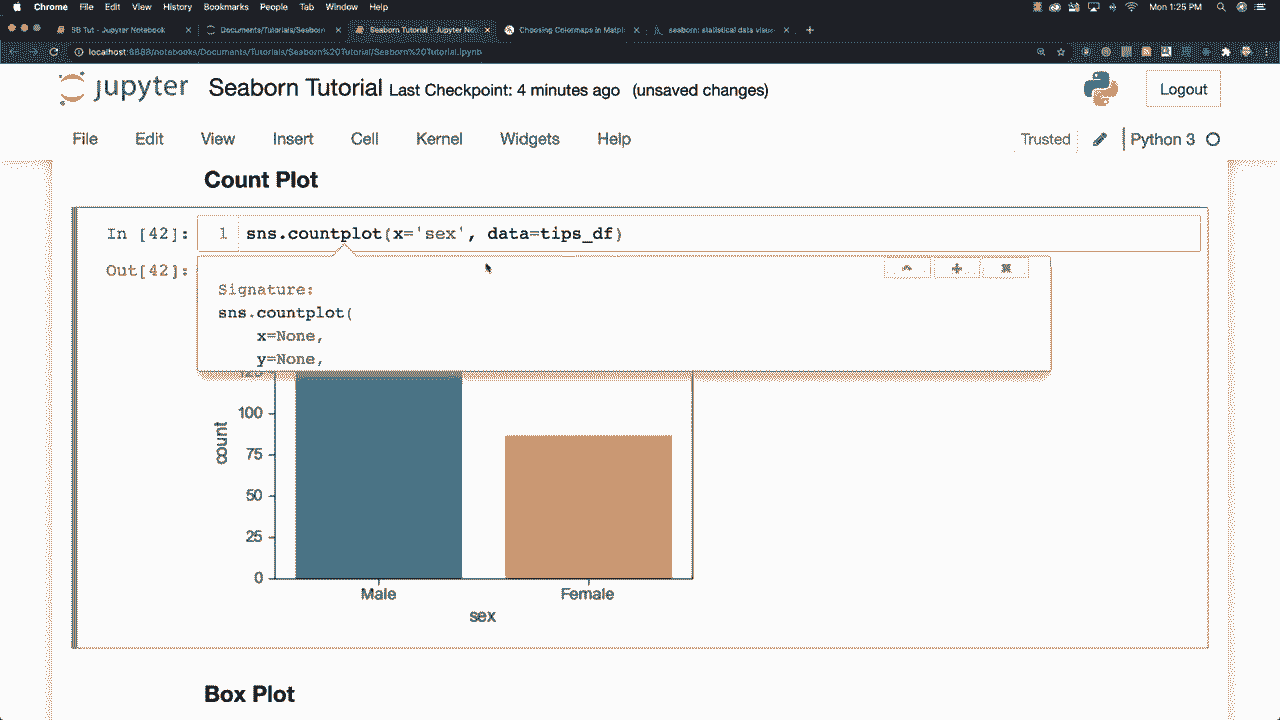 Chrome File Edit View History Bookmarks People Tab Window Help Mon 1:25 PM
SB Tut - Jupyter Notebook Documents/Tutorials/Seaborn Seaborn Tutorial - Jupyter No Choosing Colormaps in Matpl seaborn: statistical data visua
localhost:8888/notebooks/Documents/Tutorials/Seaborn%20Tutorial/Seaborn%20Tutorial.ipynb
jupyter Seaborn Tutorial Last Checkpoint: 4 minutes ago (unsaved changes) Logout
File Edit View Insert Cell Kernel Widgets Help Trusted Python 3
Count Plot
In [42]: 1 sns.countplot(x='sex', data=tips_df)
Out[42]:
Signature:
sns.countplot(
x=None,
y=None,
125
100
75
50
25
0
count
Male Female
sex
Box Plot